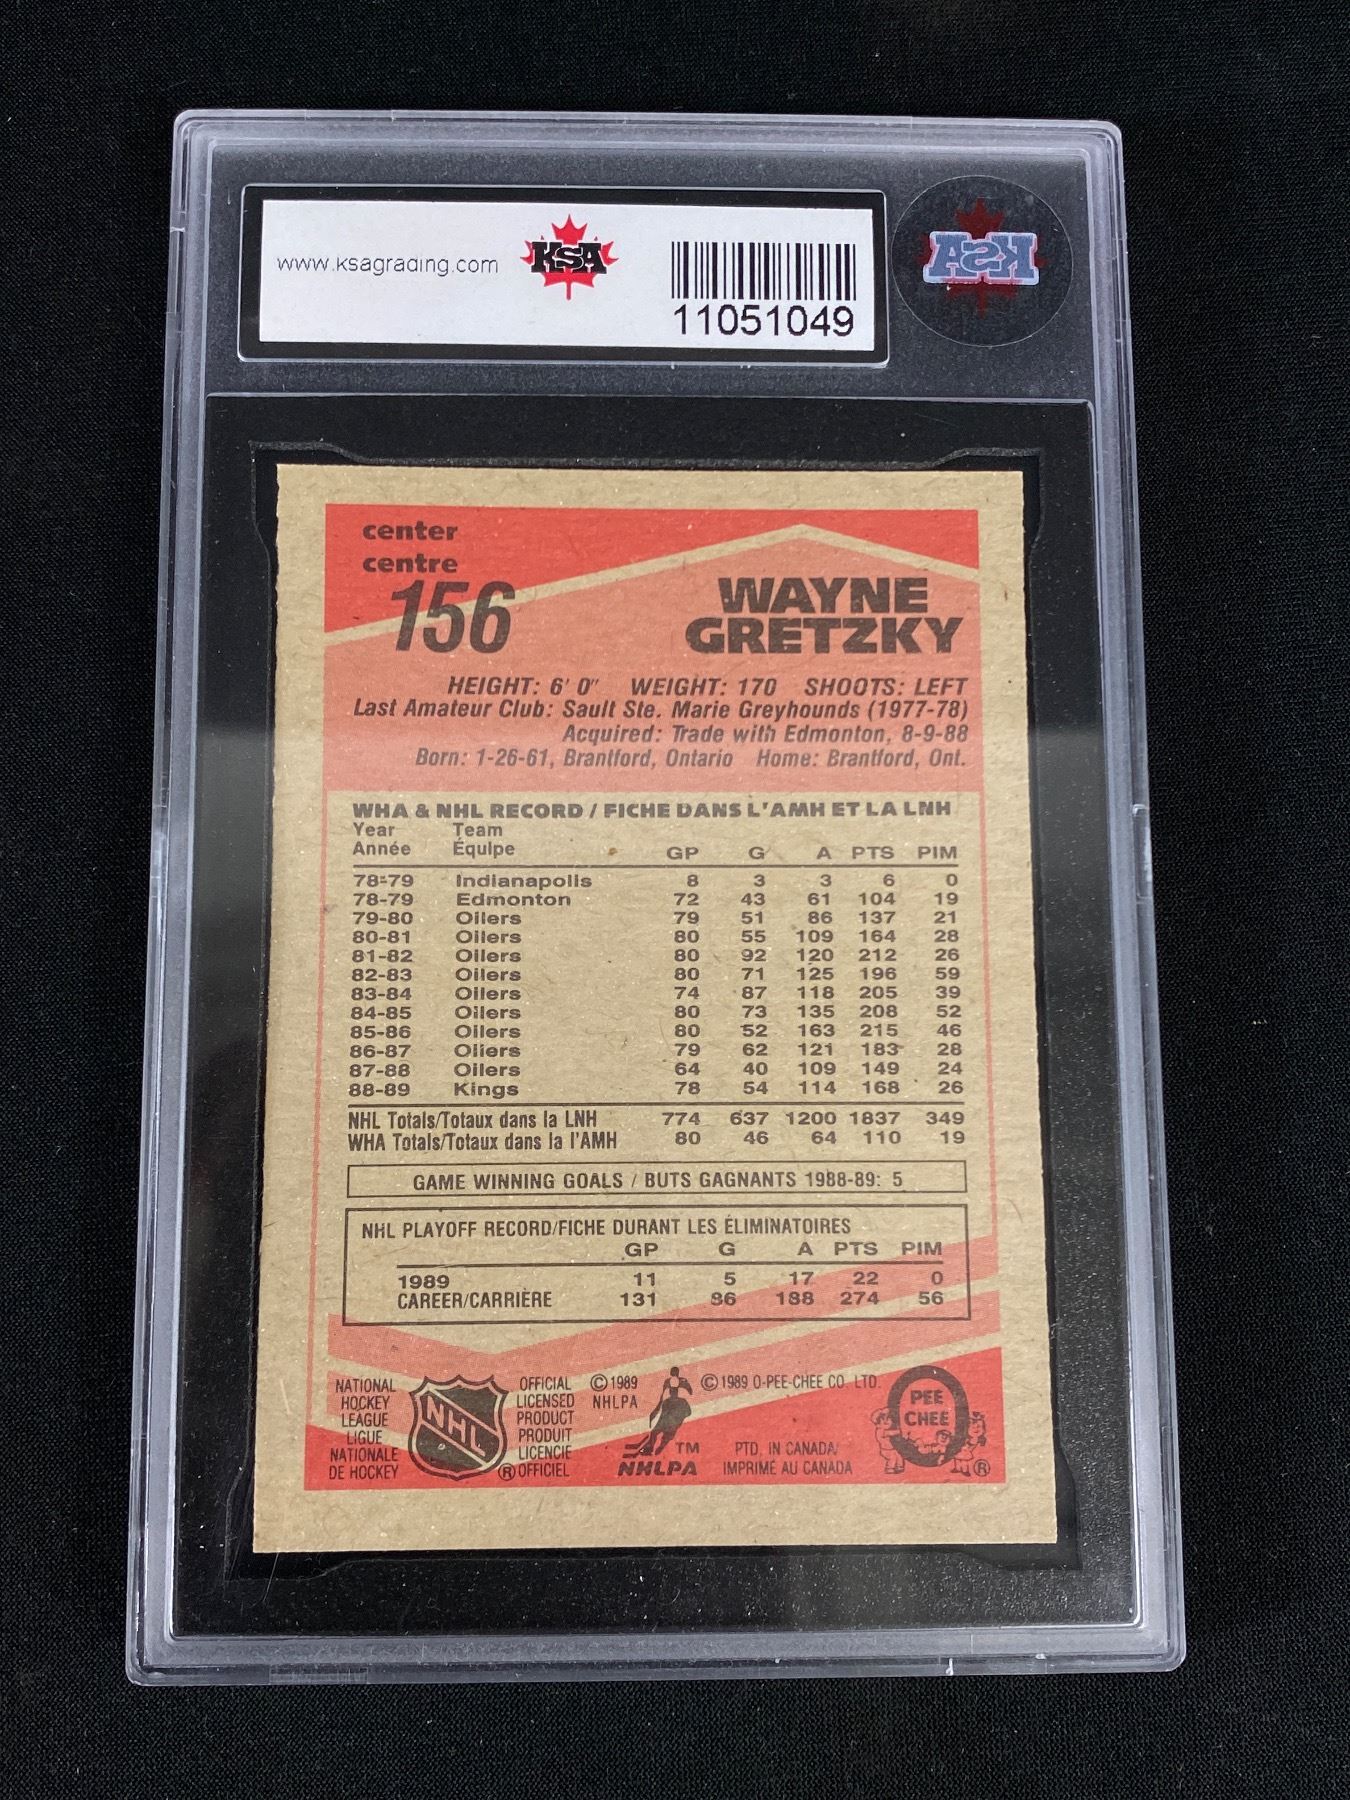 www.ksagrading.com
KSA
11051049
KSA
center
centre
156
WAYNE
GRETZKY
HEIGHT: 6' 0" WEIGHT: 170 SHOOTS: LEFT
Last Amateur Club: Sault Ste. Marie Greyhounds (1977-78)
Acquired: Trade with Edmonton, 8-9-88
Born: 1-26-61, Brantford, Ontario Home: Brantford, Ont.
WHA & NHL RECORD / FICHE DANS L'AMH ET LA LNH
Year Team
Année Équipe GP G A PTS PIM
78-79 Indianapolis 8 3 3 6 0
78-79 Edmonton 72 43 61 104 19
79-80 Oilers 79 51 86 137 21
80-81 Oilers 80 55 109 164 28
81-82 Oilers 80 92 120 212 26
82-83 Oilers 80 71 125 196 59
83-84 Oilers 74 87 118 205 39
84-85 Oilers 80 73 135 208 52
85-86 Oilers 80 52 163 215 46
86-87 Oilers 79 62 121 183 28
87-88 Oilers 64 40 109 149 24
88-89 Kings 78 54 114 168 26
NHL Totals/Totaux dans la LNH 774 637 1200 1837 349
WHA Totals/Totaux dans la l'AMH 80 46 64 110 19
GAME WINNING GOALS / BUTS GAGNANTS 1988-89: 5
NHL PLAYOFF RECORD/FICHE DURANT LES ÉLIMINATOIRES
GP G A PTS PIM
1989 11 5 17 22 0
CAREER/CARRIÈRE 131 86 188 274 56
NATIONAL
HOCKEY
LEAGUE
LIGUE
NATIONALE
DE HOCKEY
NHL
®
OFFICIAL
LICENSED
PRODUCT
PRODUIT
LICENCIE
OFFICIEL
© 1989
NHLPA
TM
NHLPA
© 1989 O-PEE-CHEE CO. LTD.
PTD. IN CANADA/
IMPRIMÉ AU CANADA
O
PEE
CHEE
®